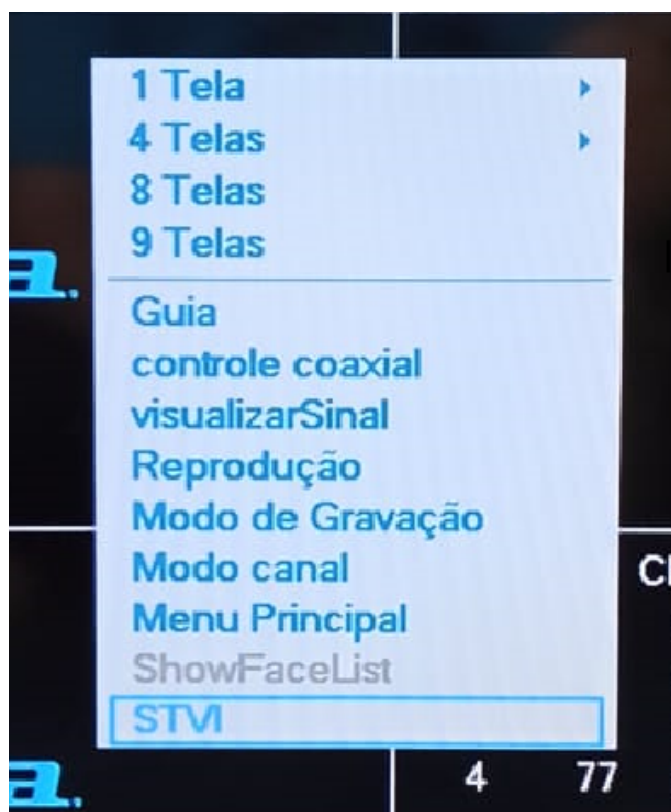 1 Tela
4 Telas
8 Telas
9 Telas
Guia
controle coaxial
visualizarSinal
Reprodução
Modo de Gravação
Modo canal
Menu Principal
ShowFaceList
STVI
4 77